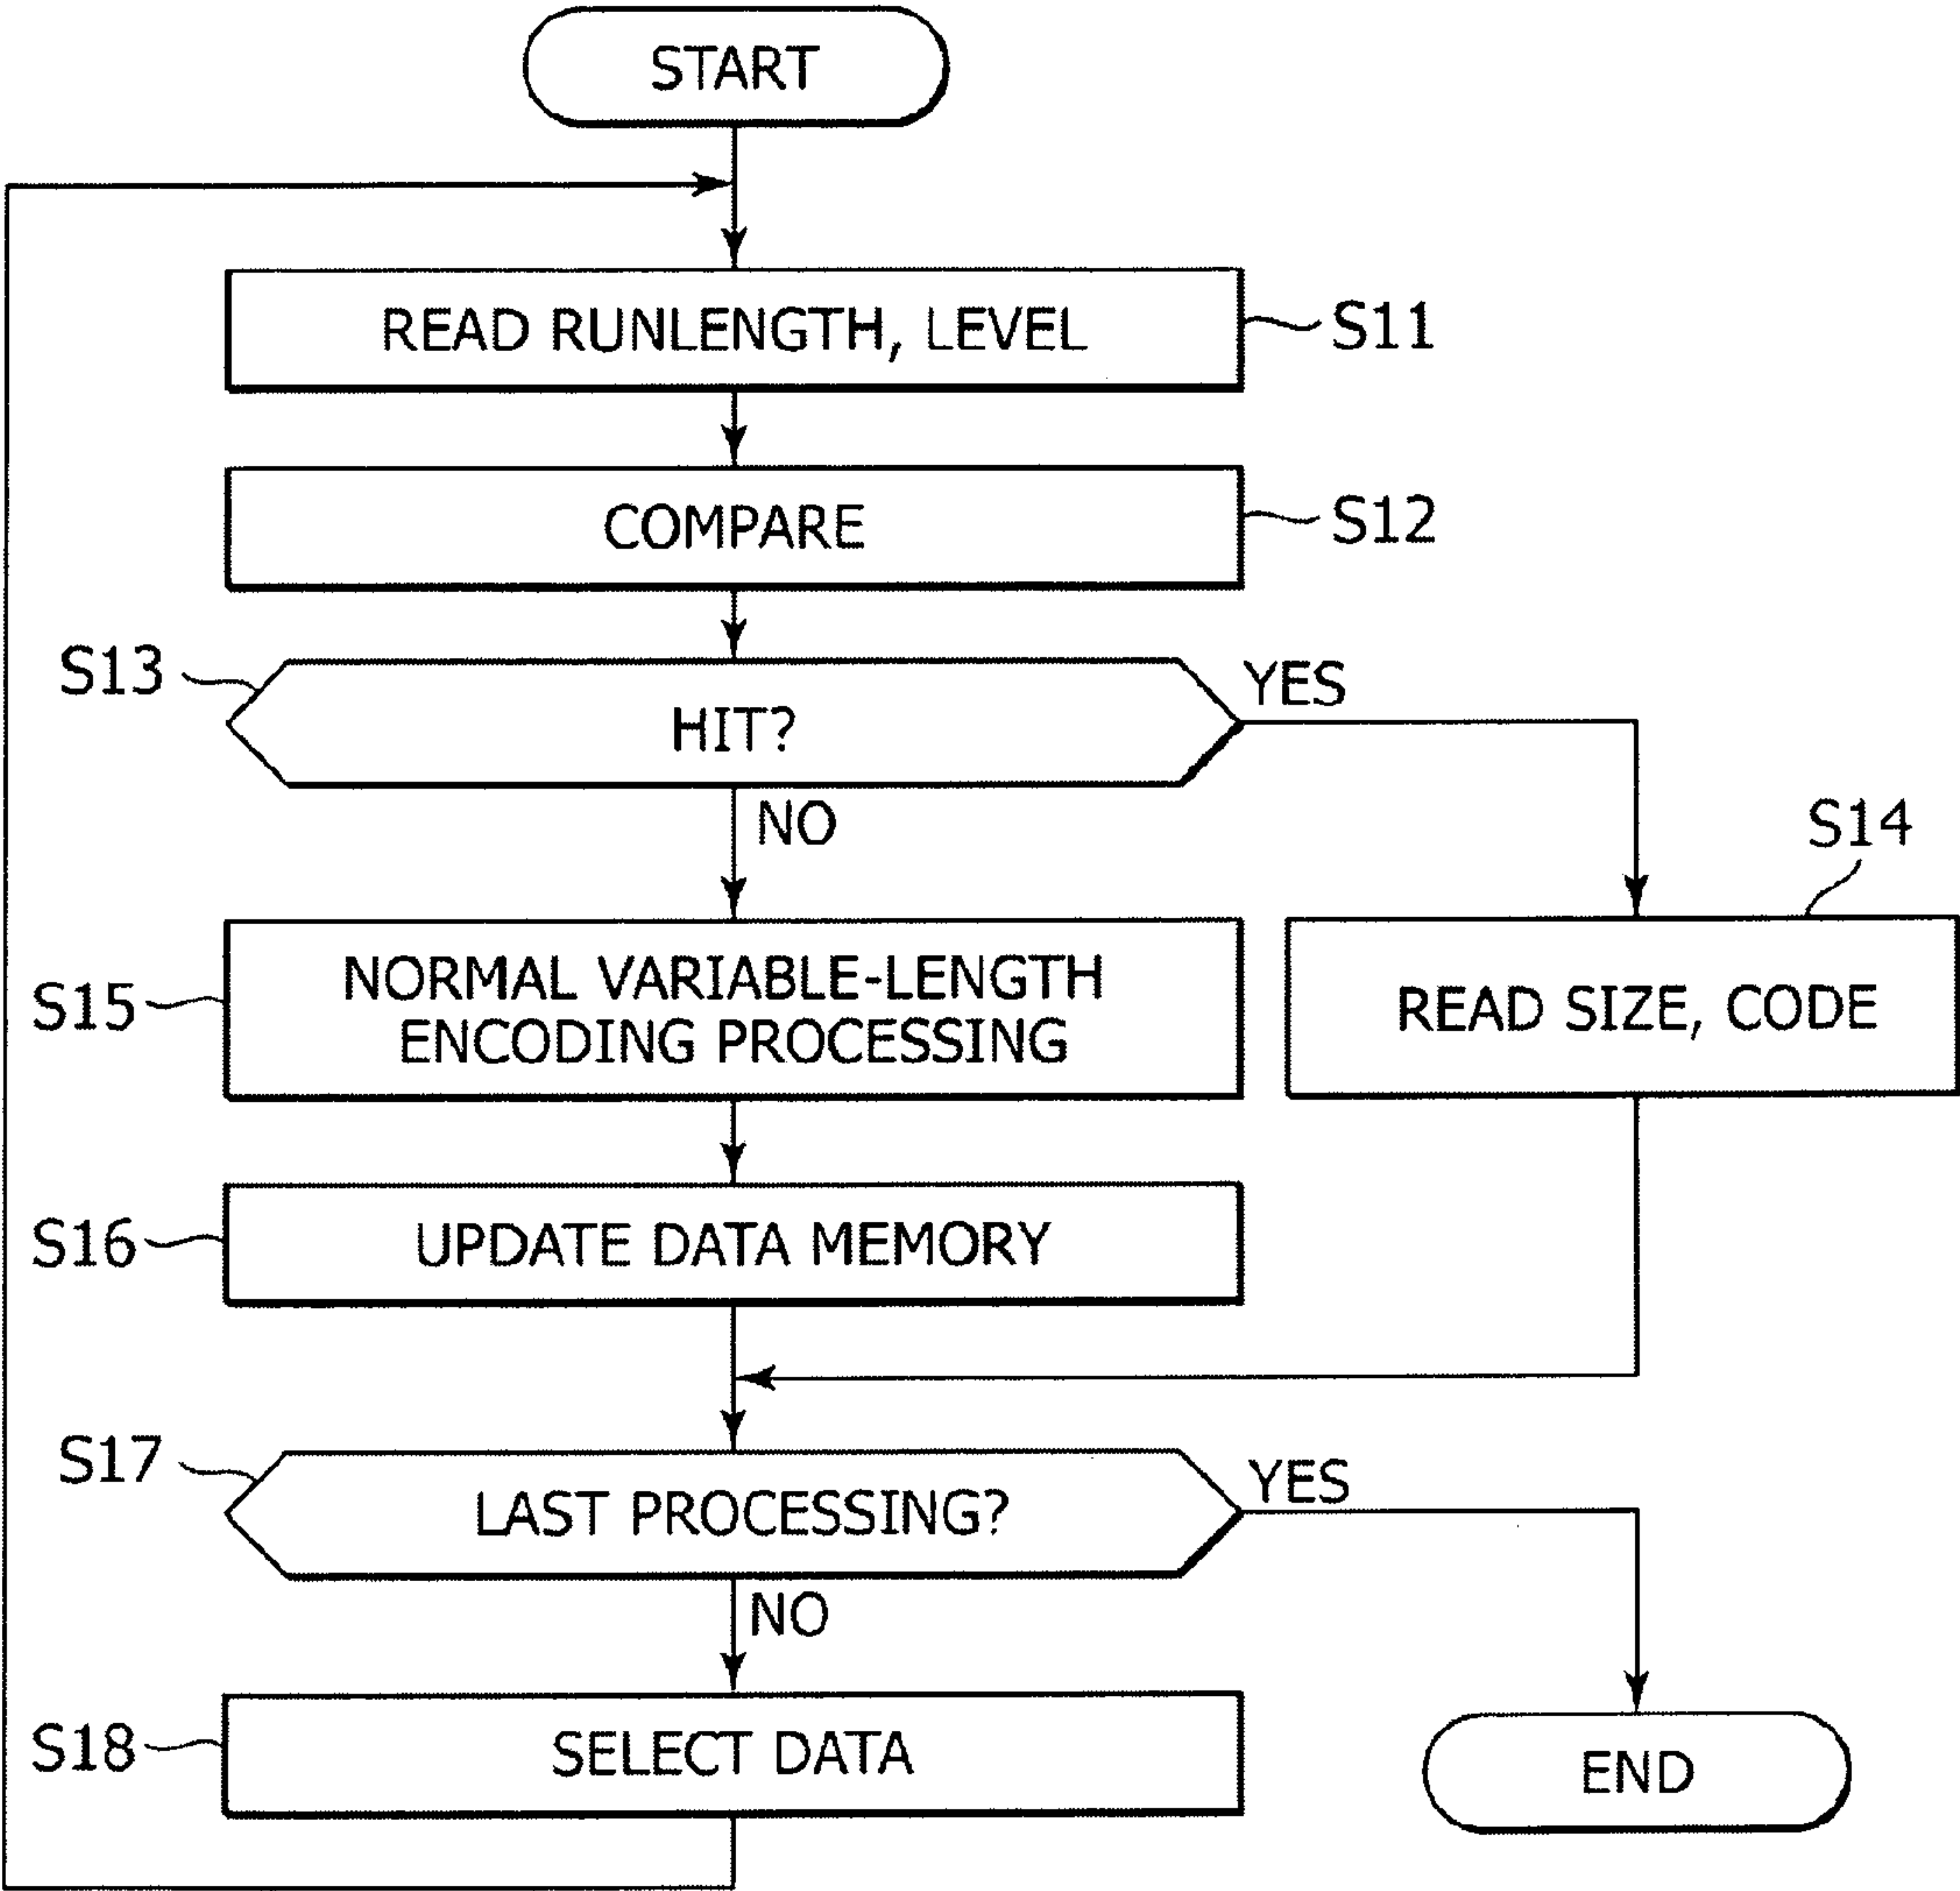 START
READ RUNLENGTH, LEVEL
S11
COMPARE
S12
S13
HIT?
YES
NO
S14
S15
NORMAL VARIABLE-LENGTH
ENCODING PROCESSING
READ SIZE, CODE
S16
UPDATE DATA MEMORY
S17
LAST PROCESSING?
YES
NO
S18
SELECT DATA
END